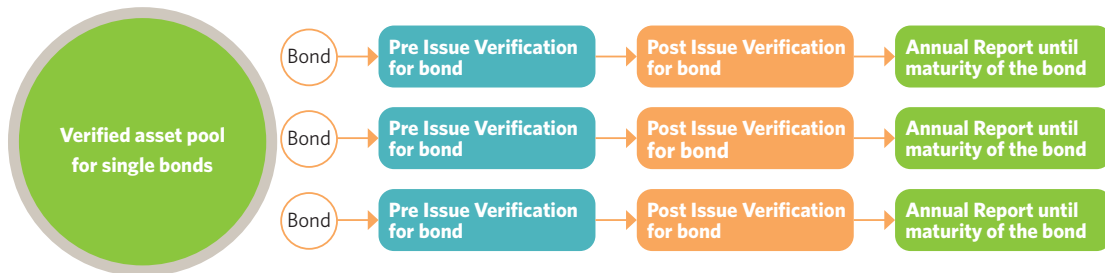 Verified asset pool
for single bonds
Bond
Pre Issue Verification
for bond
Post Issue Verification
for bond
Annual Report until
maturity of the bond
Bond
Pre Issue Verification
for bond
Post Issue Verification
for bond
Annual Report until
maturity of the bond
Bond
Pre Issue Verification
for bond
Post Issue Verification
for bond
Annual Report until
maturity of the bond